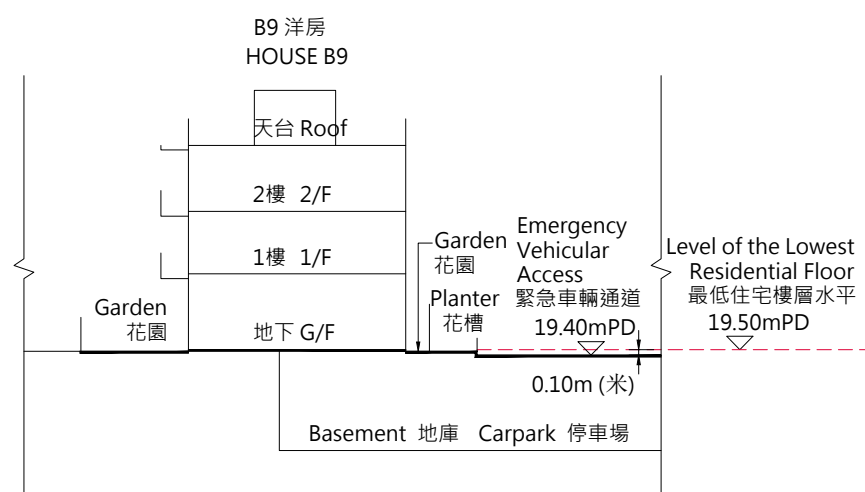 B9 洋房
HOUSE B9
天台 Roof
2樓 2/F
1樓 1/F
地下 G/F
Garden
花園
Garden
花園
Planter
花槽
Emergency
Vehicular
Access
緊急車輛通道
19.40mPD
0.10m (米)
Level of the Lowest
Residential Floor
最低住宅樓層水平
19.50mPD
Basement 地庫 Carpark 停車場